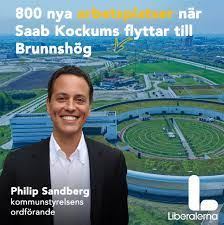 800 nya arbetsplatser när
Saab Kockums flyttar till
Brunnshög
Philip Sandberg
kommunstyrelsens
ordförande
Liberalerna